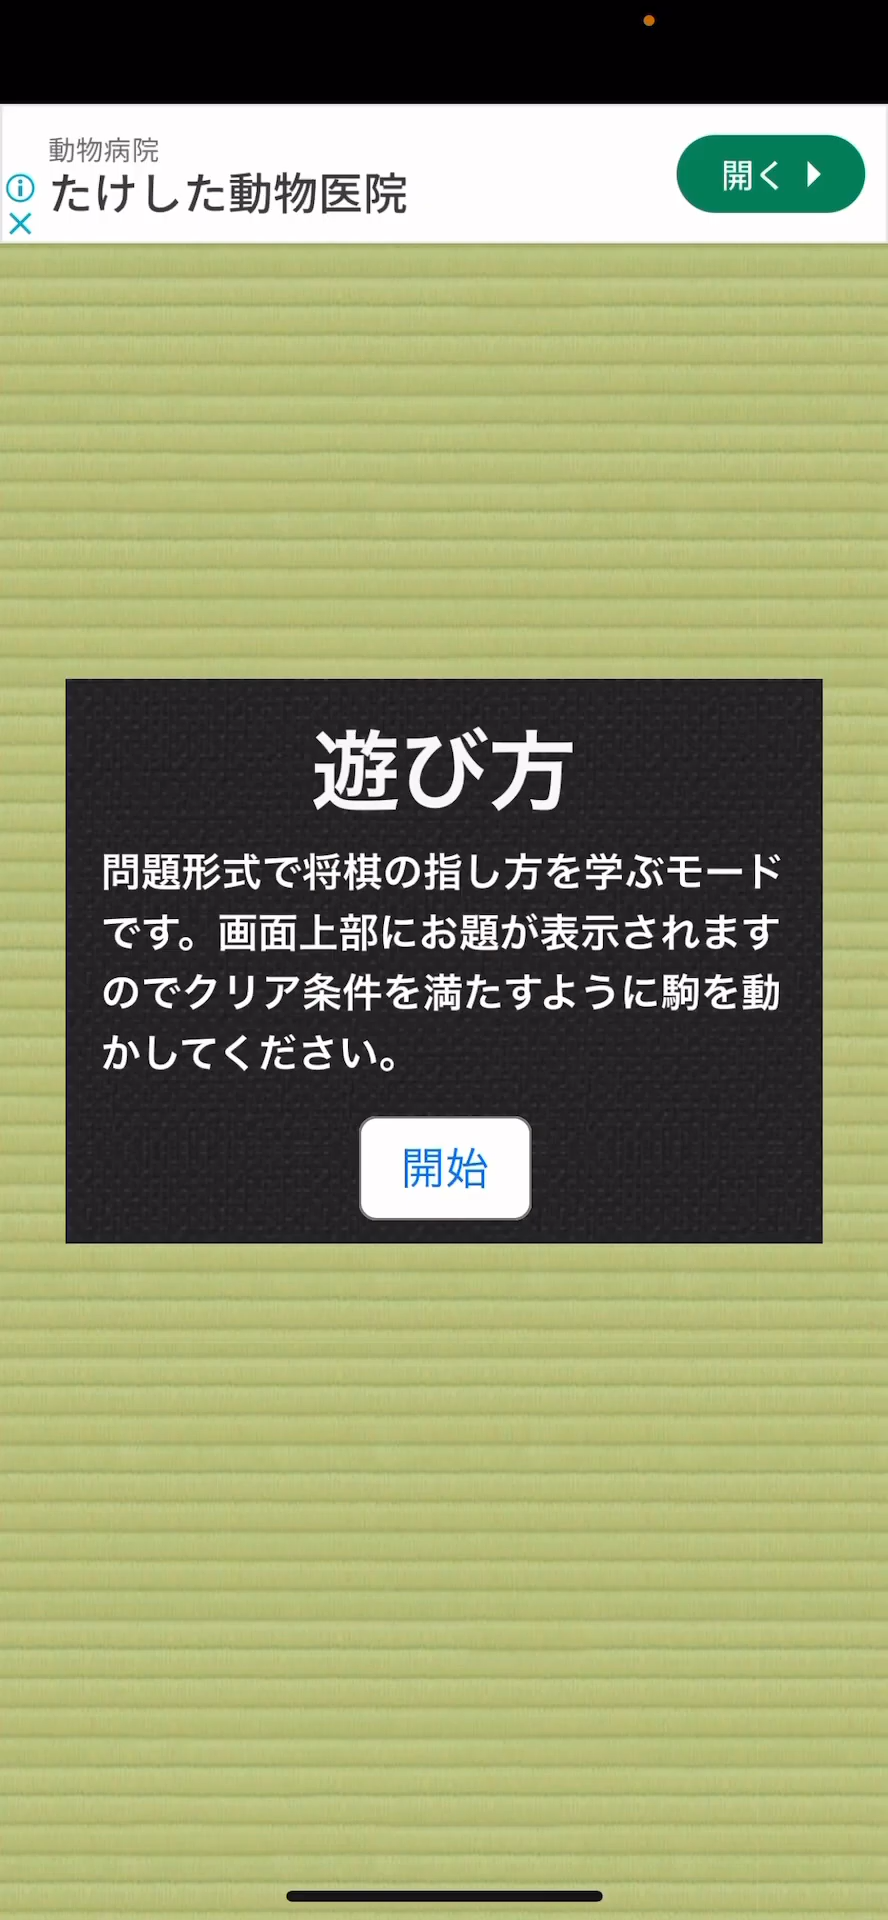 動物病院
たけした動物医院
開く
遊び方
問題形式で将棋の指し方を学ぶモード
です。画面上部にお題が表示されます
のでクリア条件を満たすように駒を動
かしてください。
開始